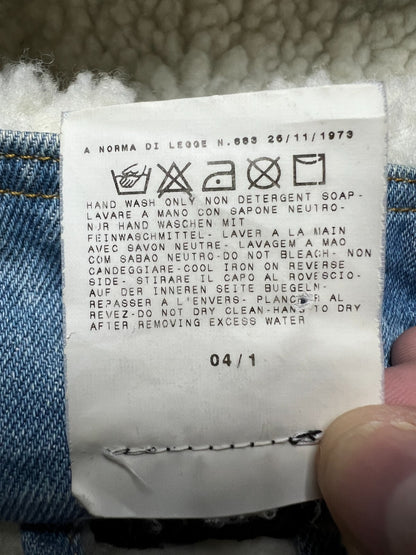 A NORMA DI LEGGE N.883 26/11/1973
HAND WASH ONLY NON DETERGENT SOAP-
LAVARE A MANO CON SAPONE NEUTRO-
NUR HAND WASCHEN MIT
FEINWASCHMITTEL- LAVER A LA MAIN
AVEC SAVON NEUTRE- LAVAGEM A MAO
COM SABAO NEUTRO-DO NOT BLEACH- NON
CANDEGGIARE-COOL IRON ON REVERSE
SIDE- STIRARE IL CAPO AL ROVESCIO-
AUF DER INNEREN SEITE BUEGELN-
REPASSER A L'ENVERS- PLANCHER AL
REVEZ-DO NOT DRY CLEAN-HANG TO DRY
AFTER REMOVING EXCESS WATER
04/1